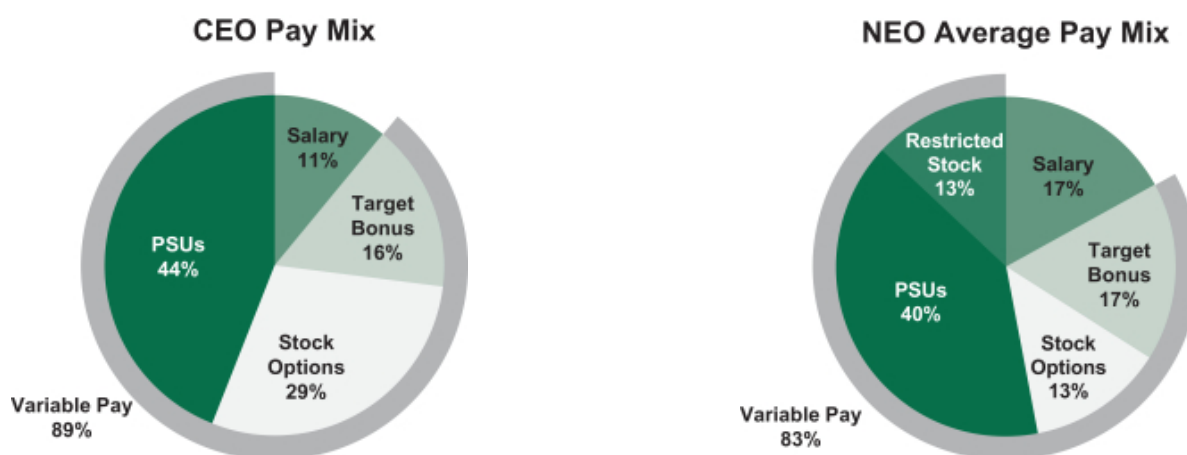 CEO Pay Mix
Salary
11%
Target
Bonus
16%
PSUs
44%
Stock
Options
29%
Variable Pay
89%
NEO Average Pay Mix
Restricted
Stock
13%
Salary
17%
Target
Bonus
17%
PSUs
40%
Stock
Options
13%
Variable Pay
83%